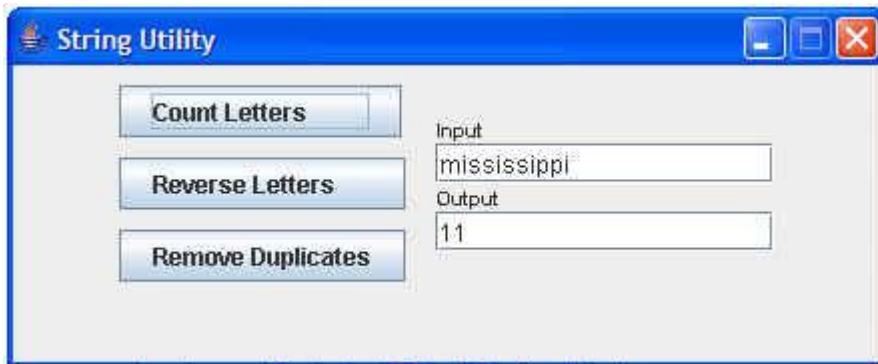 String Utility
Count Letters
Reverse Letters
Remove Duplicates
Input
mississippi
Output
11